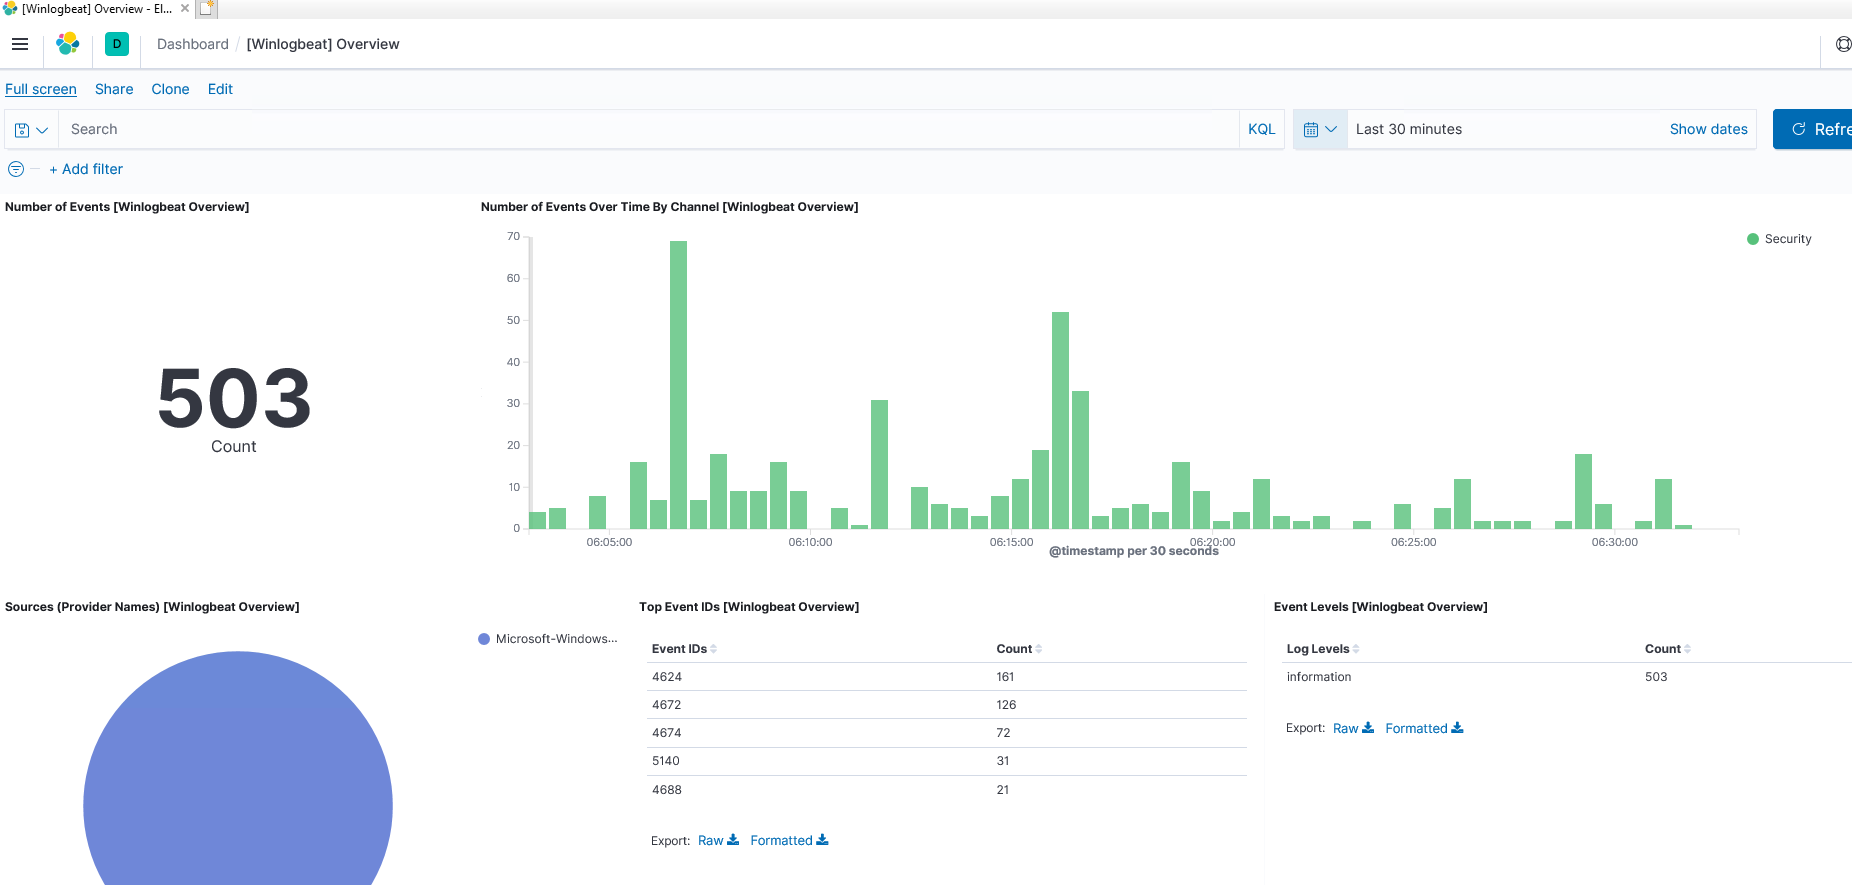 [Winlogbeat] Overview - El...
D
Dashboard / [Winlogbeat] Overview
Full screen Share Clone Edit
Search KQL Last 30 minutes Show dates Refre
+ Add filter
Number of Events [Winlogbeat Overview]
503
Count
Number of Events Over Time By Channel [Winlogbeat Overview]
Security
70
60
50
40
30
20
10
0
06:05:00 06:10:00 06:15:00 06:20:00 06:25:00 06:30:00
@timestamp per 30 seconds
Sources (Provider Names) [Winlogbeat Overview]
Microsoft-Windows...
Top Event IDs [Winlogbeat Overview]
Event IDs Count
4624 161
4672 126
4674 72
5140 31
4688 21
Export: Raw Formatted
Event Levels [Winlogbeat Overview]
Log Levels Count
information 503
Export: Raw Formatted